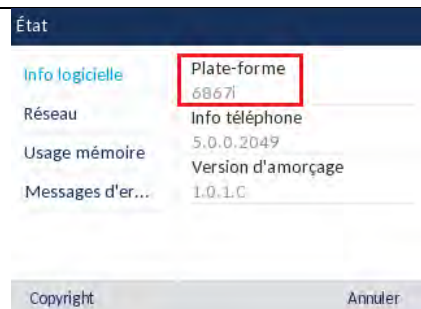 État
Info logicielle
Réseau
Usage mémoire
Messages d'er...
Plate-forme
6867i
Info téléphone
5.0.0.2049
Version d'amorçage
1.0.1.C
Copyright
Annuler